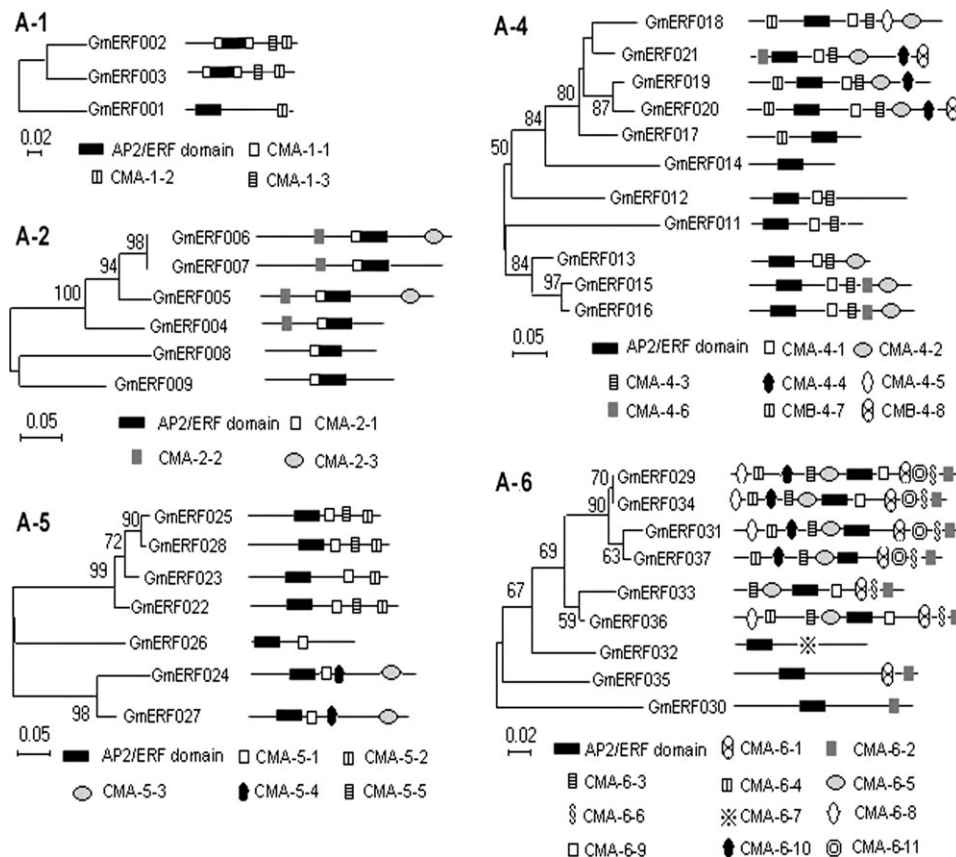 A-1
GmERF002
GmERF003
GmERF001
0.02
AP2/ERF domain
CMA-1-1
CMA-1-2
CMA-1-3
A-2
98
GmERF006
94
GmERF007
100
GmERF005
GmERF004
GmERF008
GmERF009
0.05
AP2/ERF domain
CMA-2-1
CMA-2-2
CMA-2-3
A-5
90
GmERF025
72
GmERF028
99
GmERF023
GmERF022
GmERF026
GmERF024
98
GmERF027
0.05
AP2/ERF domain
CMA-5-1
CMA-5-2
CMA-5-3
CMA-5-4
CMA-5-5
A-4
GmERF018
GmERF021
80
GmERF019
87
GmERF020
84
GmERF017
50
GmERF014
GmERF012
GmERF011
84
GmERF013
97
GmERF015
GmERF016
0.05
AP2/ERF domain
CMA-4-1
CMA-4-2
CMA-4-3
CMA-4-4
CMA-4-5
CMA-4-6
CMB-4-7
CMB-4-8
A-6
70
GmERF029
90
GmERF034
GmERF031
69
63
GmERF037
67
GmERF033
59
GmERF036
GmERF032
GmERF035
GmERF030
0.02
AP2/ERF domain
CMA-6-1
CMA-6-2
CMA-6-3
CMA-6-4
CMA-6-5
CMA-6-6
CMA-6-7
CMA-6-8
CMA-6-9
CMA-6-10
CMA-6-11